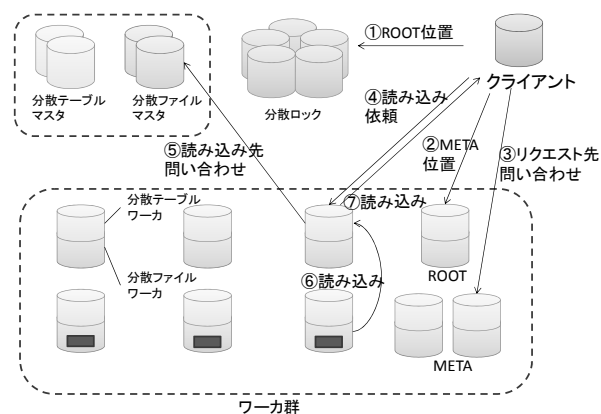 ①ROOT位置
クライアント
分散テーブル
マスタ
分散ファイル
マスタ
分散ロック
④読み込み
依頼
②META
位置
③リクエスト先
問い合わせ
⑤読み込み先
問い合わせ
分散テーブル
ワーカ
⑦読み込み
ROOT
分散ファイル
ワーカ
⑥読み込み
META
ワーカ群